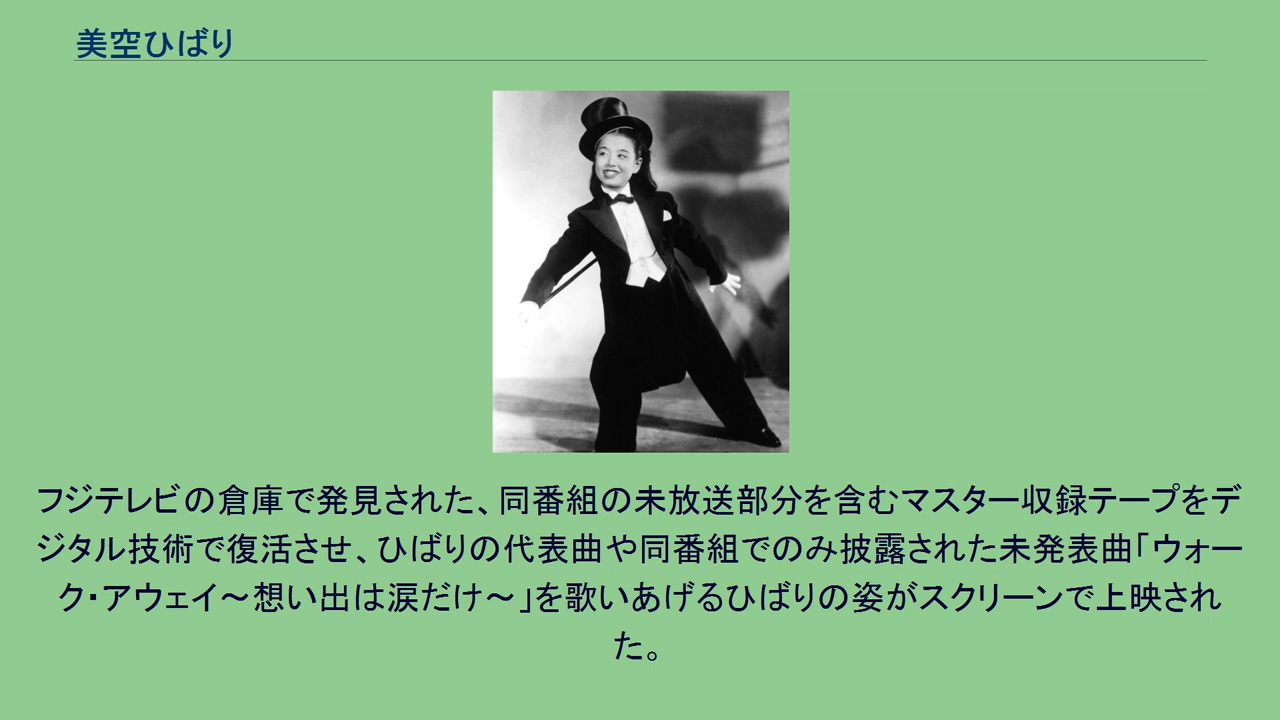 美空ひばり
フジテレビの倉庫で発見された、同番組の未放送部分を含むマスター収録テープをデ
ジタル技術で復活させ、ひばりの代表曲や同番組でのみ披露された未発表曲「ウォー
ク・アウェイ〜想い出は涙だけ〜」を歌いあげるひばりの姿がスクリーンで上映され
た。